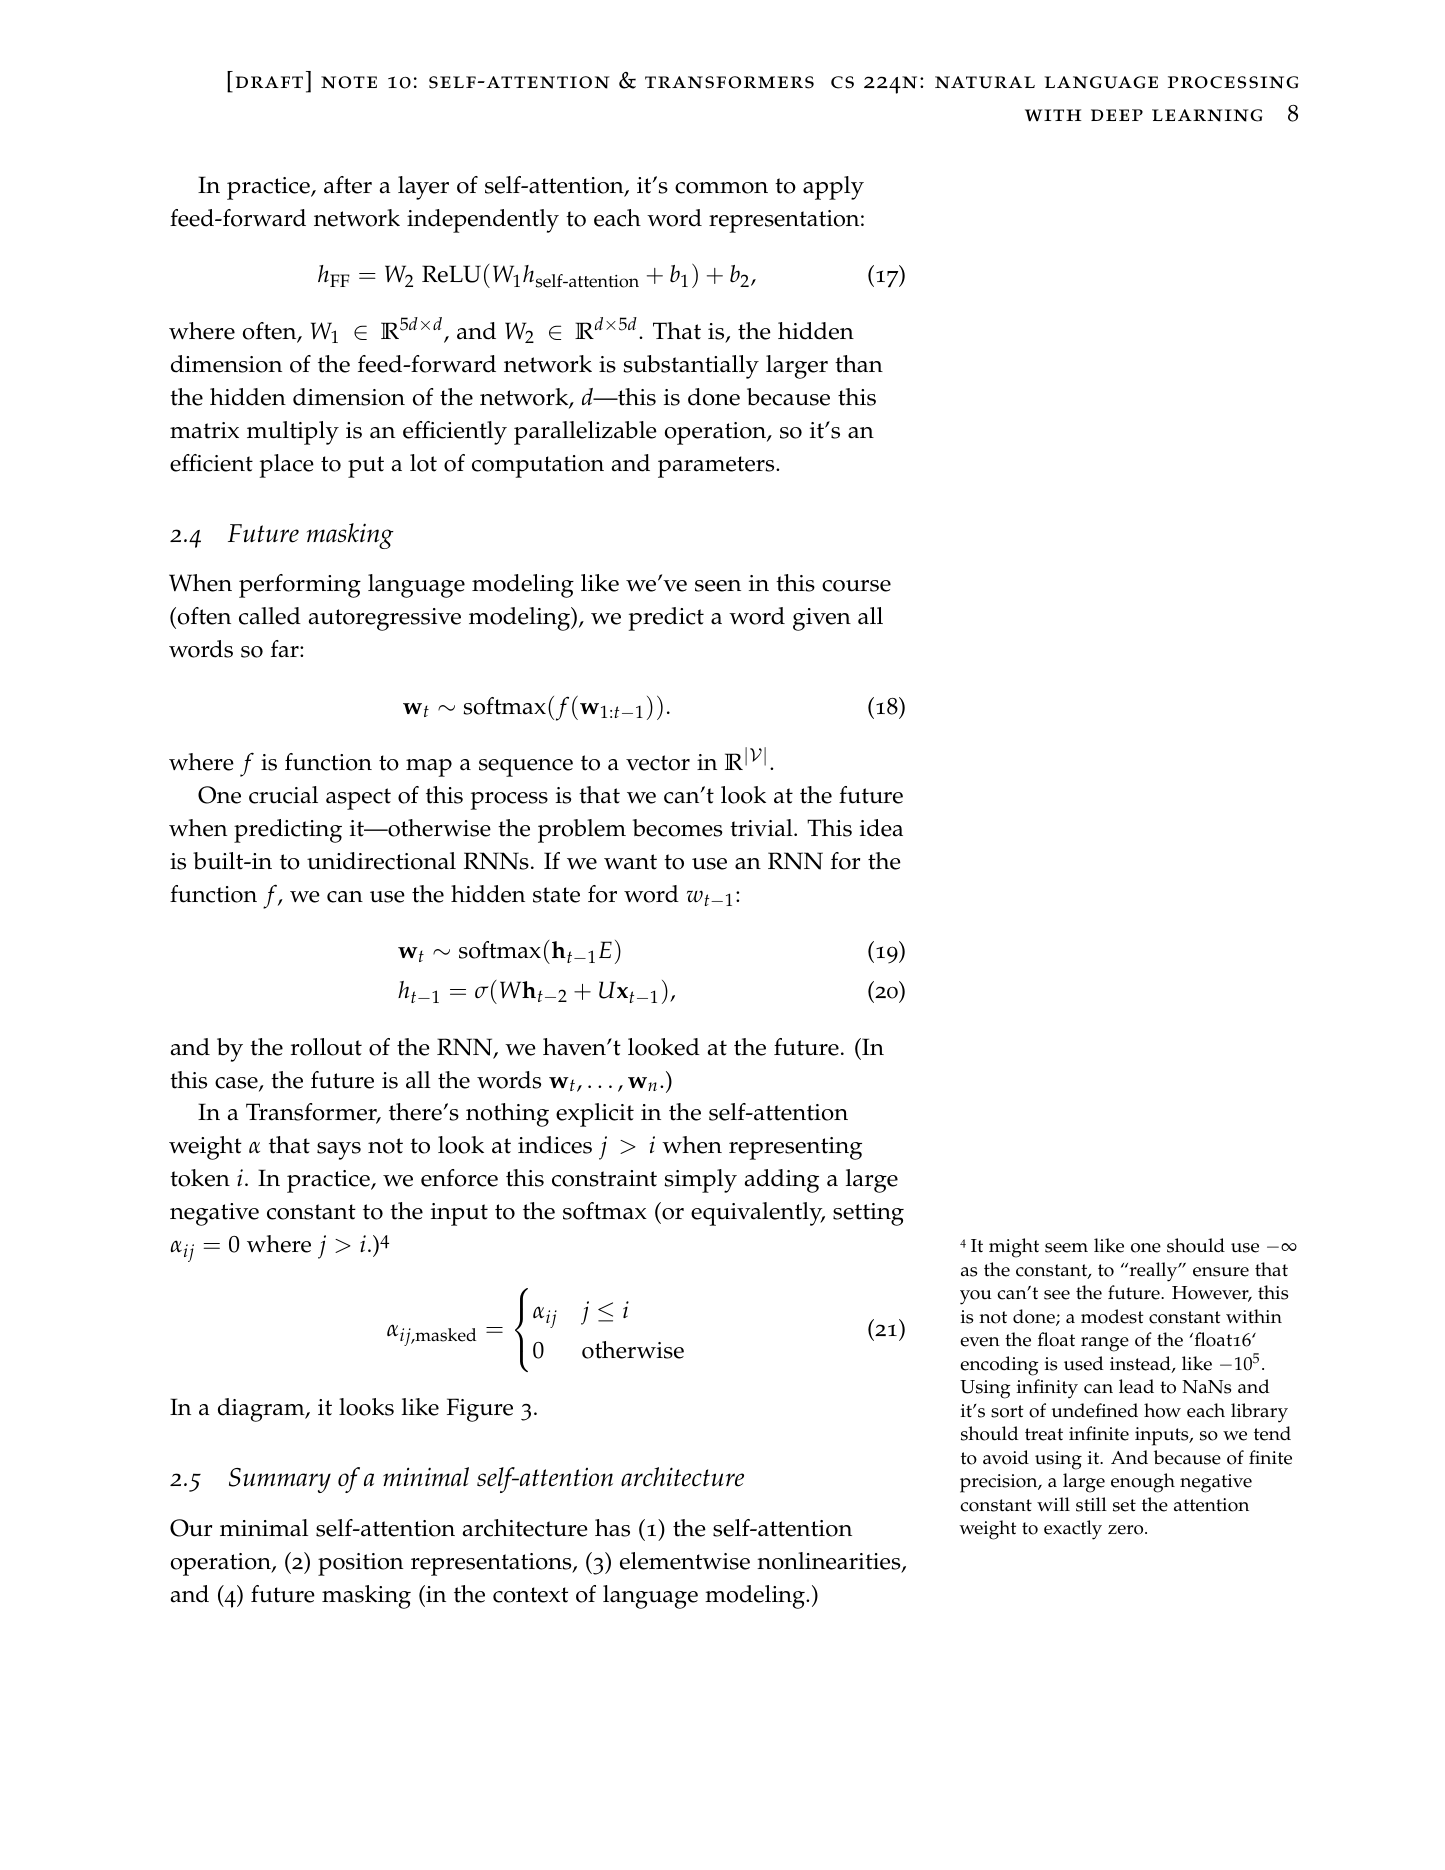 [DRAFT] NOTE 10: SELF-ATTENTION & TRANSFORMERS CS 224N: NATURAL LANGUAGE PROCESSING
WITH DEEP LEARNING 8
In practice, after a layer of self-attention, it's common to apply
feed-forward network independently to each word representation:
h_FF = W_2 ReLU(W_1 h_self-attention + b_1) + b_2, (17)
where often, W_1 ∈ ℝ^{5d×d}, and W_2 ∈ ℝ^{d×5d}. That is, the hidden
dimension of the feed-forward network is substantially larger than
the hidden dimension of the network, d—this is done because this
matrix multiply is an efficiently parallelizable operation, so it's an
efficient place to put a lot of computation and parameters.
2.4 Future masking
When performing language modeling like we've seen in this course
(often called autoregressive modeling), we predict a word given all
words so far:
w_t ∼ softmax(f(w_{1:t−1})). (18)
where f is function to map a sequence to a vector in ℝ^{|𝒱|}.
One crucial aspect of this process is that we can't look at the future
when predicting it—otherwise the problem becomes trivial. This idea
is built-in to unidirectional RNNs. If we want to use an RNN for the
function f, we can use the hidden state for word w_{t−1}:
w_t ∼ softmax(h_{t−1}E) (19)
h_{t−1} = σ(Wh_{t−2} + Ux_{t−1}), (20)
and by the rollout of the RNN, we haven't looked at the future. (In
this case, the future is all the words w_t, . . . , w_n.)
In a Transformer, there's nothing explicit in the self-attention
weight α that says not to look at indices j > i when representing
token i. In practice, we enforce this constraint simply adding a large
negative constant to the input to the softmax (or equivalently, setting
α_{ij} = 0 where j > i.)⁴
α_{ij,masked} = { α_{ij} j ≤ i
0 otherwise (21)
In a diagram, it looks like Figure 3.
2.5 Summary of a minimal self-attention architecture
Our minimal self-attention architecture has (1) the self-attention
operation, (2) position representations, (3) elementwise nonlinearities,
and (4) future masking (in the context of language modeling.)
⁴ It might seem like one should use −∞
as the constant, to “really” ensure that
you can't see the future. However, this
is not done; a modest constant within
even the float range of the ‘float16‘
encoding is used instead, like −10⁵.
Using infinity can lead to NaNs and
it's sort of undefined how each library
should treat infinite inputs, so we tend
to avoid using it. And because of finite
precision, a large enough negative
constant will still set the attention
weight to exactly zero.